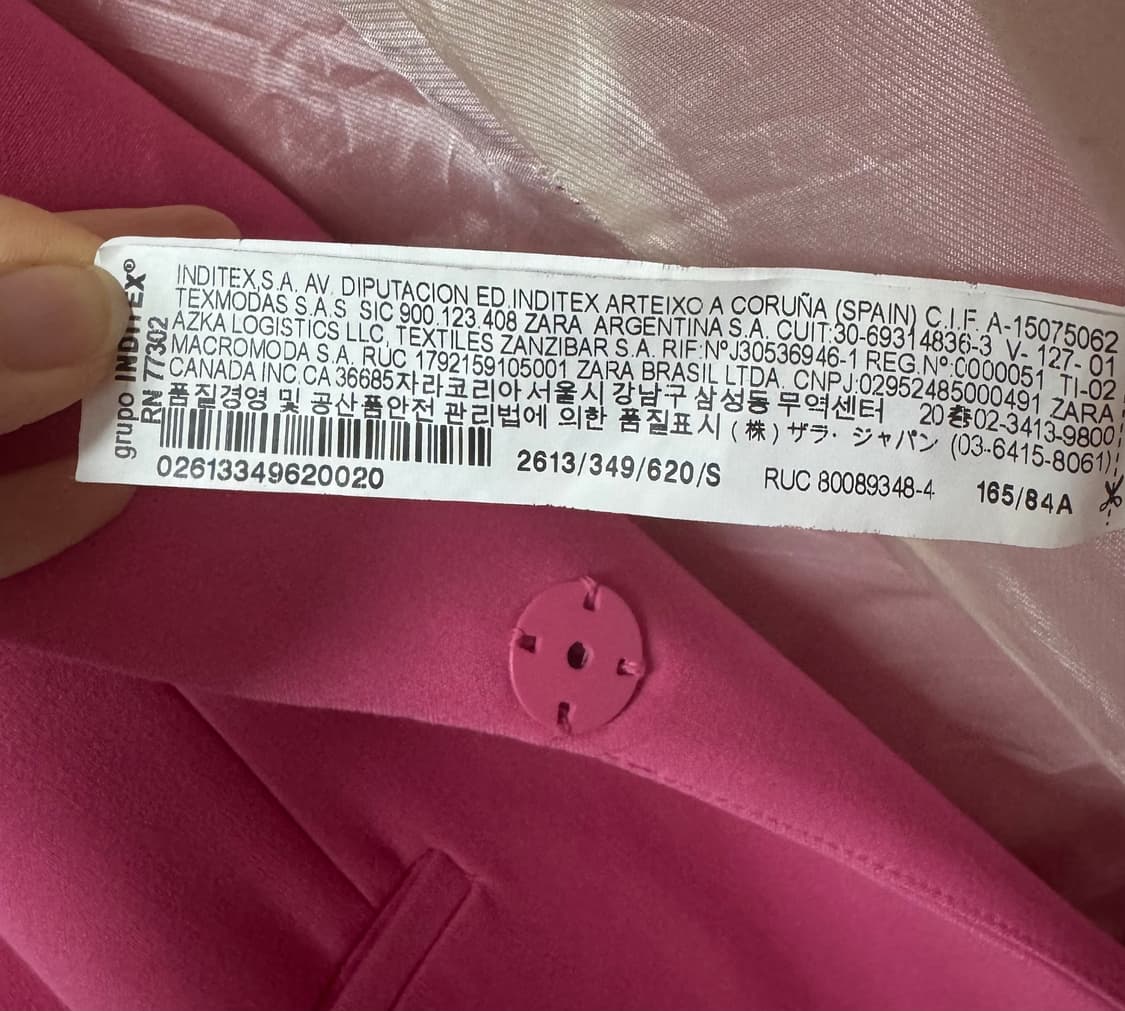 grupo INDITEX®
RN 77302
INDITEX,S.A. AV. DIPUTACION ED.INDITEX ARTEIXO A CORUÑA (SPAIN) C.I.F. A-15075062
TEXMODAS S.A.S SIC 900.123.408 ZARA ARGENTINA S.A. CUIT:30-69314836-3 V- 127- 01
AZKA LOGISTICS LLC, TEXTILES ZANZIBAR S.A. RIF:NºJ30536946-1 REG.Nº:0000051 TI-02
MACROMODA S.A. RUC 1792159105001 ZARA BRASIL LTDA. CNPJ:02952485000491 ZARA
CANADA INC.CA 36685자라코리아서울시 강남구 삼성동 무역센터 20층02-3413-9800
품질경영 및 공산품안전 관리법에 의한 품질표시 (株) ザラ・ジャパン (03-6415-8061)
02613349620020
2613/349/620/S
RUC 80089348-4
165/84A